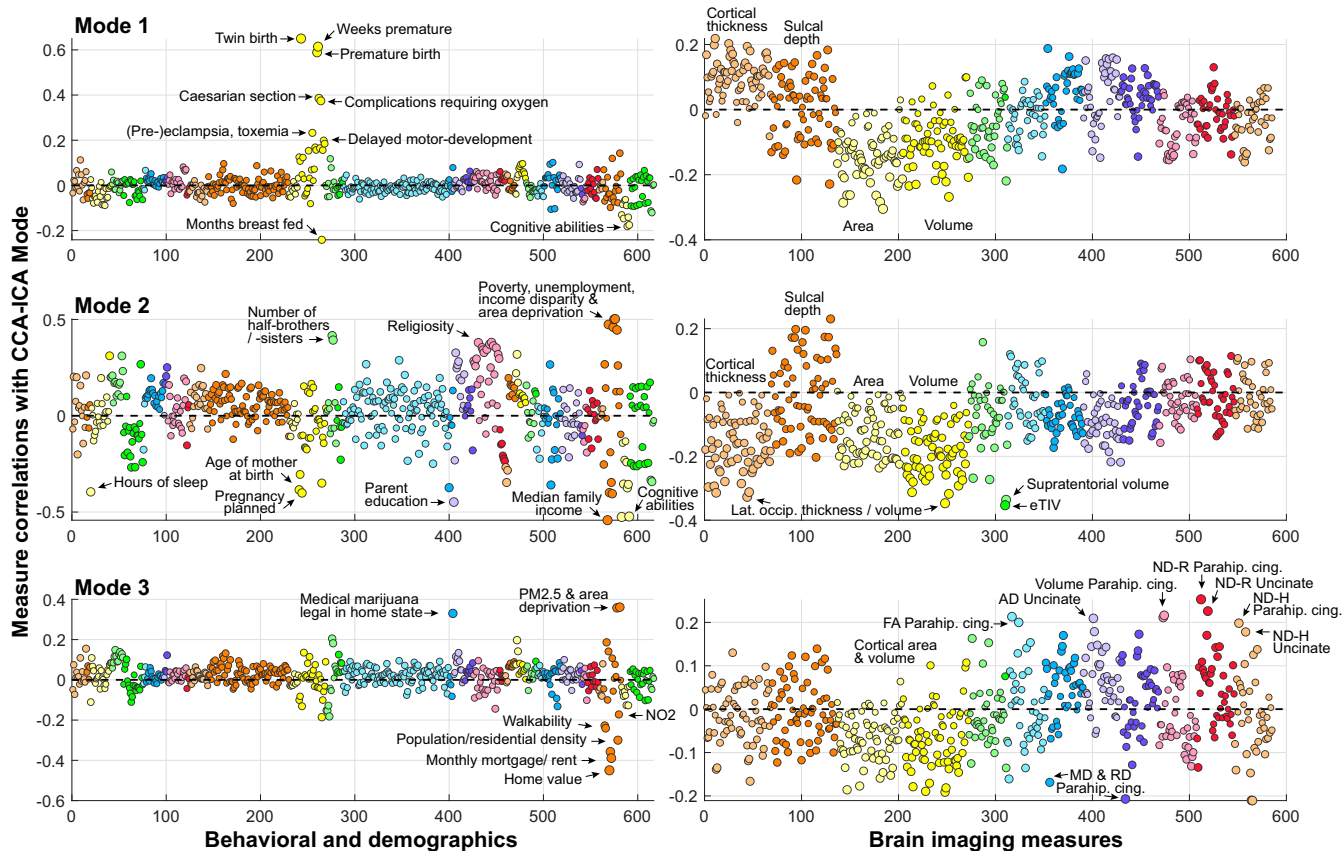 Measure correlations with CCA-ICA Mode
Mode 1
0.6
0.4
0.2
0
-0.2
Twin birth
Weeks premature
Premature birth
Caesarian section
Complications requiring oxygen
(Pre-)eclampsia, toxemia
Delayed motor-development
Months breast fed
Cognitive abilities
0 100 200 300 400 500 600
Cortical
thickness
Sulcal
depth
Area
Volume
0.2
0
-0.2
-0.4
0 100 200 300 400 500 600
Mode 2
0.5
0
-0.5
Number of
half-brothers
/ -sisters
Religiosity
Poverty, unemployment,
income disparity &
area deprivation
Hours of sleep
Age of mother
at birth
Pregnancy
planned
Parent
education
Median family
income
Cognitive
abilities
0 100 200 300 400 500 600
Sulcal
depth
Cortical
thickness
Area
Volume
Supratentorial volume
eTIV
Lat. occip. thickness / volume
0.2
0
-0.2
-0.4
0 100 200 300 400 500 600
Mode 3
0.4
0.2
0
-0.2
-0.4
-0.6
Medical marijuana
legal in home state
PM2.5 & area
deprivation
NO2
Walkability
Population/residential density
Monthly mortgage/ rent
Home value
0 100 200 300 400 500 600
Behavioral and demographics
ND-R Parahip. cing.
Volume Parahip. cing.
ND-R Uncinate
AD Uncinate
ND-H
Parahip. cing.
FA Parahip. cing.
ND-H
Uncinate
Cortical area
& volume
MD & RD
Parahip. cing.
0.2
0.1
0
-0.1
-0.2
0 100 200 300 400 500 600
Brain imaging measures